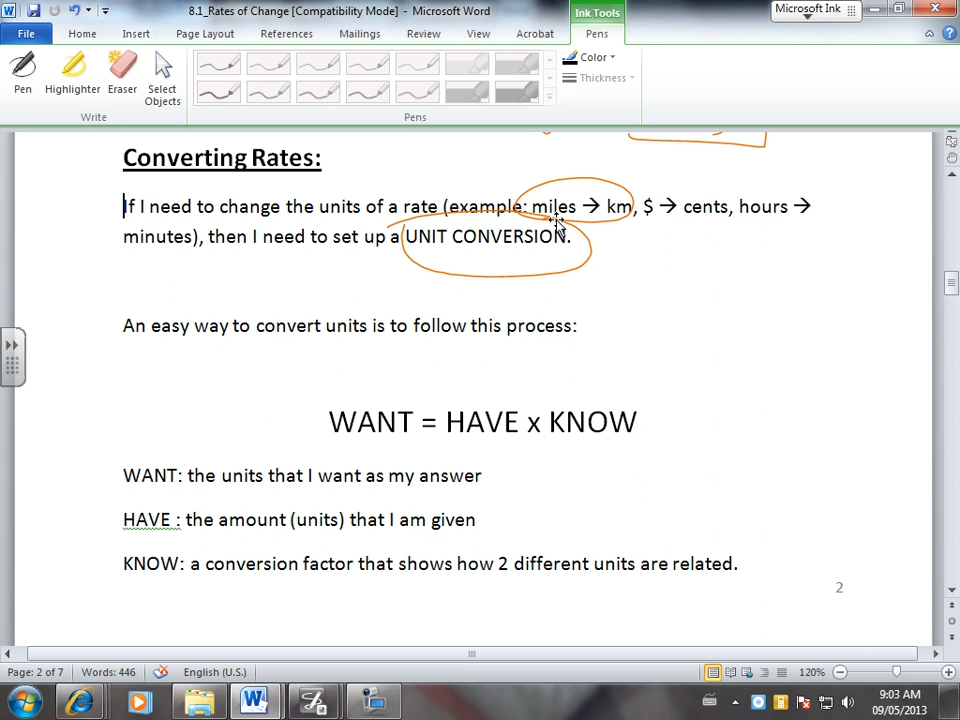 8.1_Rates of Change [Compatibility Mode] - Microsoft Word
Ink Tools
Microsoft Ink
File Home Insert Page Layout References Mailings Review View Acrobat Pens
Pen Highlighter Eraser Select Objects
Color
Thickness
Write Pens
Converting Rates:
If I need to change the units of a rate (example: miles → km, $ → cents, hours →
minutes), then I need to set up a UNIT CONVERSION.
An easy way to convert units is to follow this process:
WANT = HAVE x KNOW
WANT: the units that I want as my answer
HAVE : the amount (units) that I am given
KNOW: a conversion factor that shows how 2 different units are related.
2
Page: 2 of 7 Words: 446 English (U.S.) 120%
9:03 AM
09/05/2013